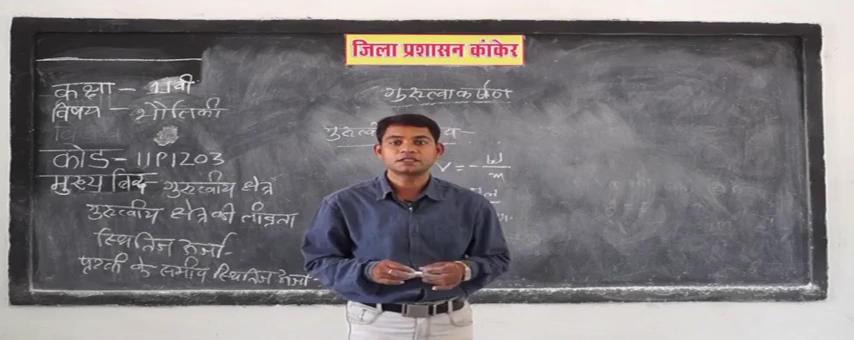 जिला प्रशासन कांकेर
कक्षा - 11वी
विषय - भौतिकी
कोड - 11P1203
मुख्य बिंदु गुरुत्वीय क्षेत्र
गुरुत्वीय क्षेत्र की तीव्रता
स्थितिज ऊर्जा -
पृथ्वी के समीप स्थितिज ऊर्जा -
गुरुत्वाकर्षण
V = - W/m